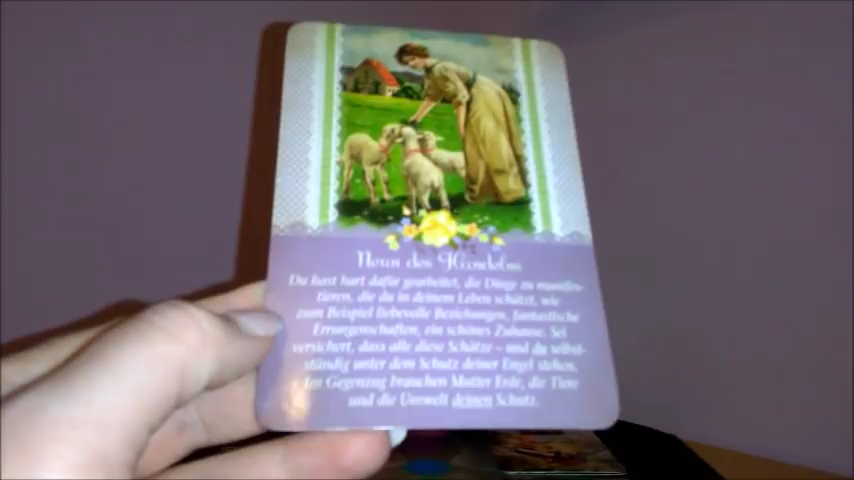 Neun des Handelns
Du hast hart dafür gearbeitet, die Dinge zu manifes-
tieren, die du in deinem Leben schätzt, wie
zum Beispiel liebevolle Beziehungen, fantastische
Errungenschaften, ein schönes Zuhause. Sei
versichert, dass alle diese Schätze – und du selbst-
ständig unter dem Schutz deiner Engel stehen.
Im Gegenzug brauchen Mutter Erde, die Tiere
und die Umwelt deinen Schutz.